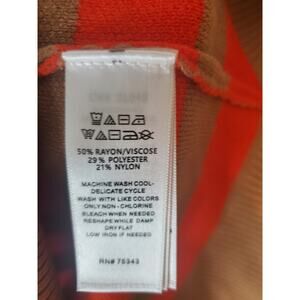 50% RAYON/VISCOSE
29% POLYESTER
21% NYLON
MACHINE WASH COOL-
DELICATE CYCLE
WASH WITH LIKE COLORS
ONLY NON - CHLORINE
BLEACH WHEN NEEDED
RESHAPE WHILE DAMP
DRY FLAT
LOW IRON IF NEEDED
RN# 75343